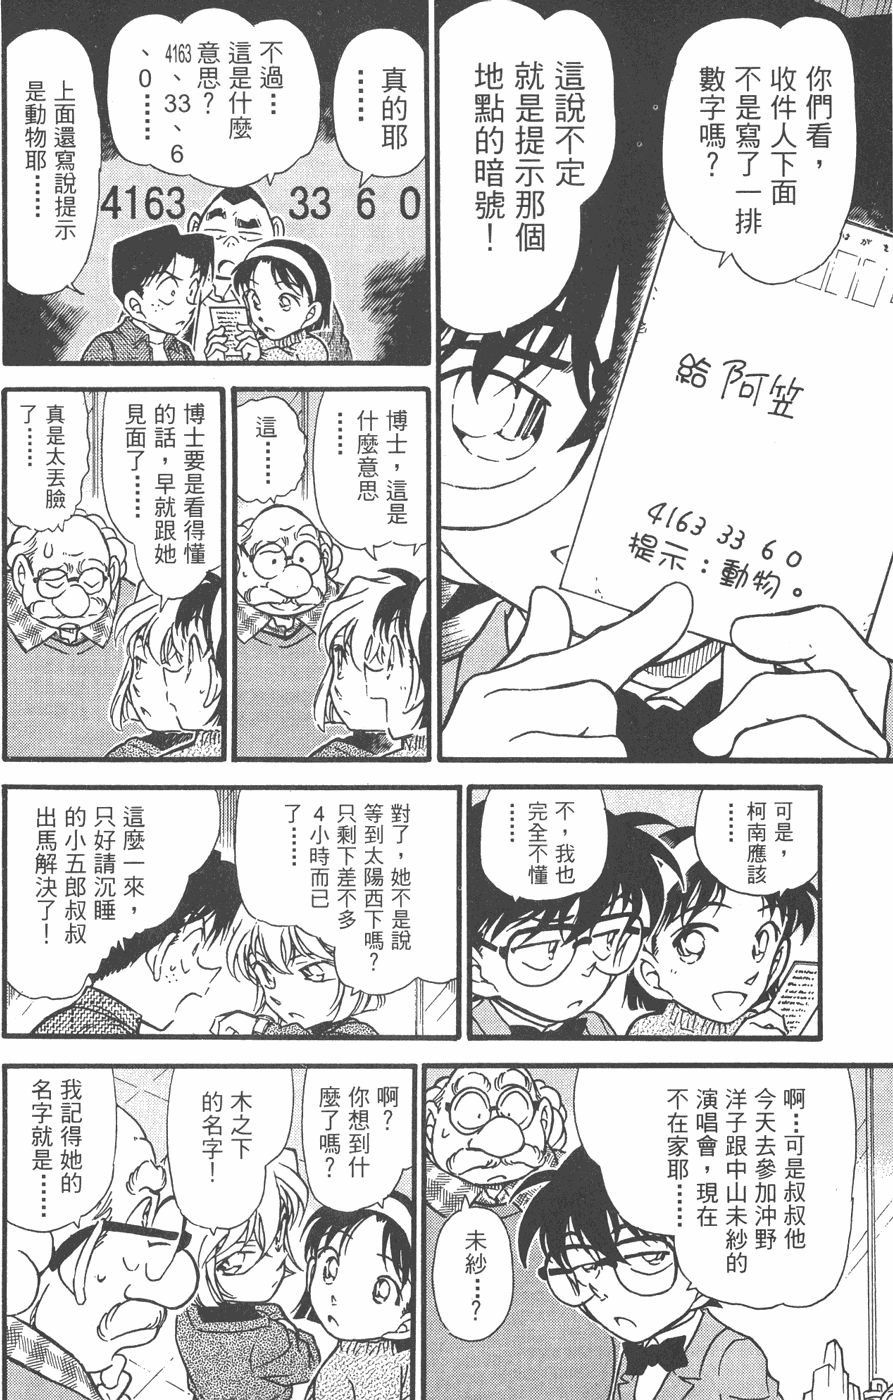 你們看，
收件人下面
不是寫了一排
數字嗎？
這說不定
就是提示那個
地點的暗號！
はがき
給阿笠
4163 33 6 0
提示：動物。
真的耶
……
不過…
這是什麼
意思？
4163、33、6
、0……
4163 33 6 0
上面還寫說提示
是動物耶……
博士，這是
什麼意思
……
這……
博士要是看得懂
的話，早就跟她
見面了……
真是太丟臉
了……
可是，
柯南應該
……
不，我也
完全不懂
……
對了，她不是說
等到太陽西下嗎？
只剩下差不多
4小時而已
了……
這麼一來，
只好請沉睡
的小五郎叔叔
出馬解決了！
啊…可是叔叔他
今天去參加沖野
洋子跟中山未紗的
演唱會，現在
不在家耶……
未紗…？
啊？
你想到什
麼了嗎？
木之下
的名字！
我記得她的
名字就是……